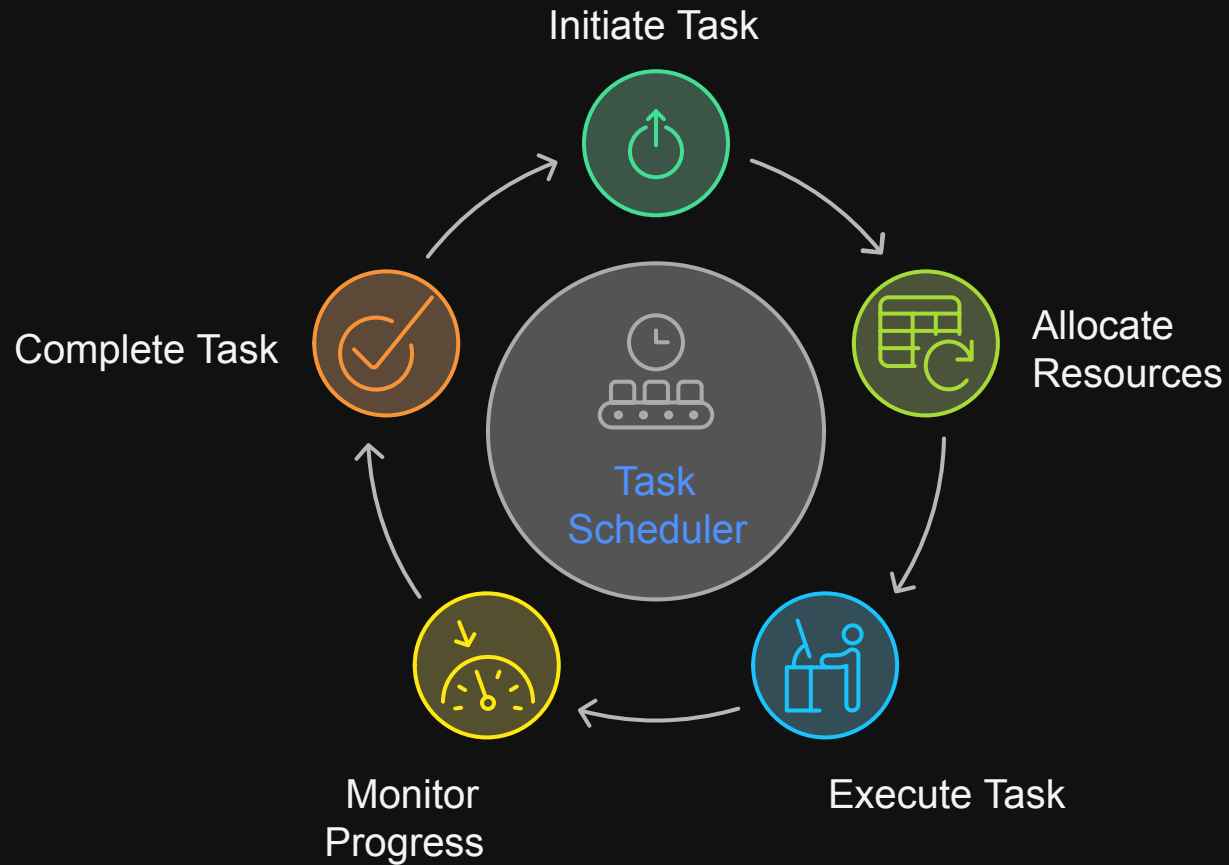 Initiate Task
Allocate
Resources
Execute Task
Monitor
Progress
Complete Task
Task
Scheduler